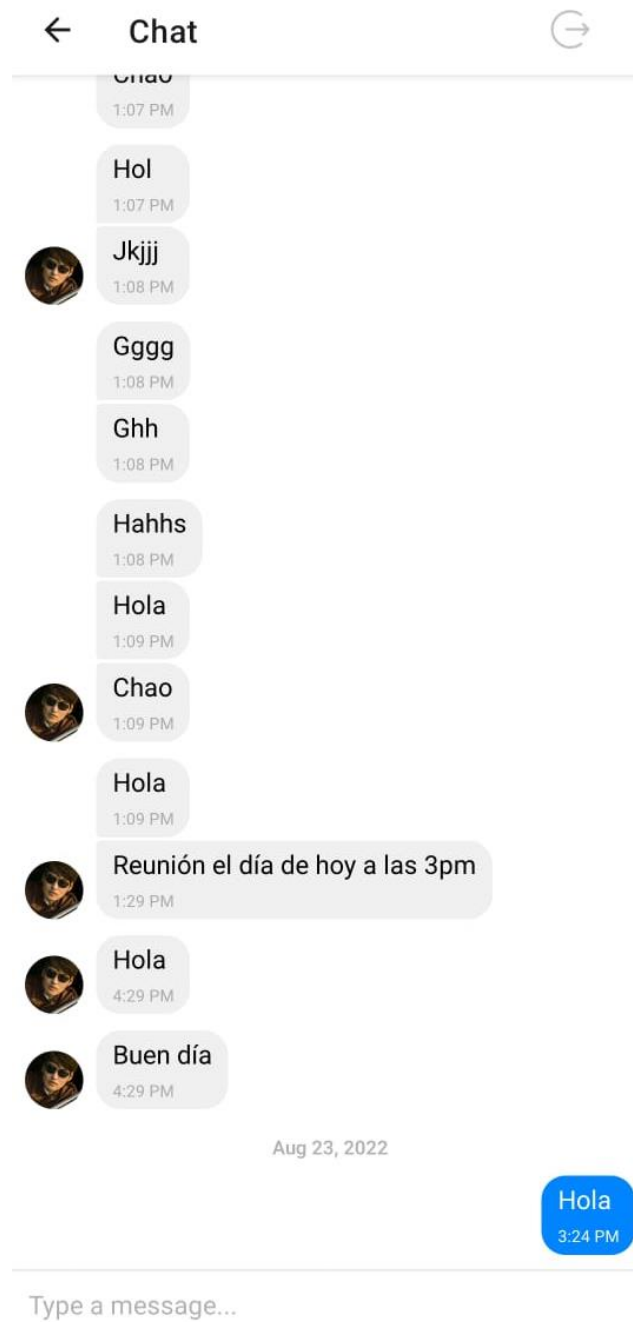 Chat
Chao
1:07 PM
Hol
1:07 PM
Jkjjj
1:08 PM
Gggg
1:08 PM
Ghh
1:08 PM
Hahhs
1:08 PM
Hola
1:09 PM
Chao
1:09 PM
Hola
1:09 PM
Reunión el día de hoy a las 3pm
1:29 PM
Hola
4:29 PM
Buen día
4:29 PM
Aug 23, 2022
Hola
3:24 PM
Type a message...